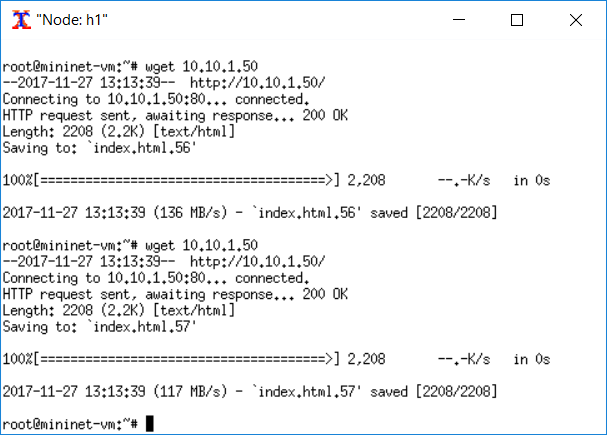 "Node: h1"
root@mininet-vm:~# wget 10.10.1.50
--2017-11-27 13:13:39--  http://10.10.1.50/
Connecting to 10.10.1.50:80... connected.
HTTP request sent, awaiting response... 200 OK
Length: 2208 (2.2K) [text/html]
Saving to: `index.html.56'
100%[======================================>] 2,208       --.-K/s   in 0s
2017-11-27 13:13:39 (136 MB/s) - `index.html.56' saved [2208/2208]
root@mininet-vm:~# wget 10.10.1.50
--2017-11-27 13:13:39--  http://10.10.1.50/
Connecting to 10.10.1.50:80... connected.
HTTP request sent, awaiting response... 200 OK
Length: 2208 (2.2K) [text/html]
Saving to: `index.html.57'
100%[======================================>] 2,208       --.-K/s   in 0s
2017-11-27 13:13:39 (117 MB/s) - `index.html.57' saved [2208/2208]
root@mininet-vm:~#